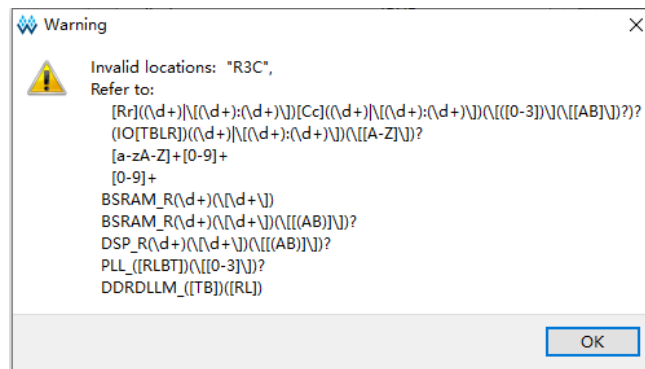 Warning
Invalid locations: "R3C",
Refer to:
[Rr]((\d+)|\[(\d+):(\d+)\])[Cc]((\d+)|\[(\d+):(\d+)\])(\[([0-3])\](\[[AB]\])?)?
(IO[TBLR])((\d+)|\[(\d+):(\d+)\])(\[[A-Z]\])?
[a-zA-Z]+[0-9]+
[0-9]+
BSRAM_R(\d+)(\[\d+\])
BSRAM_R(\d+)(\[\d+\])(\[[(AB)]\])?
DSP_R(\d+)(\[\d+\])(\[[(AB)]\])?
PLL_([RLBT])(\[[0-3]\])?
DDRDLLM_([TB])([RL])
OK